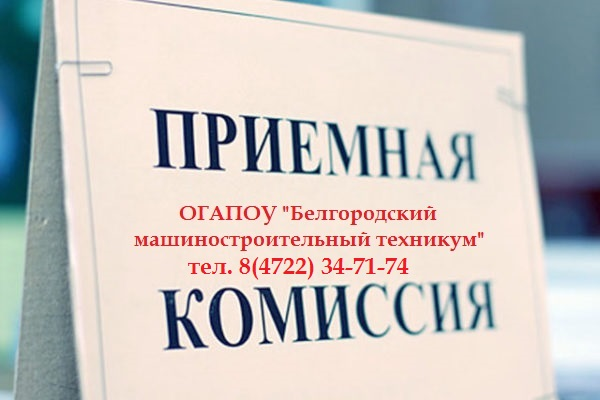 ПРИЕМНАЯ
ОГАПОУ "Белгородский
машиностроительный техникум"
тел. 8(4722) 34-71-74
КОМИССИЯ